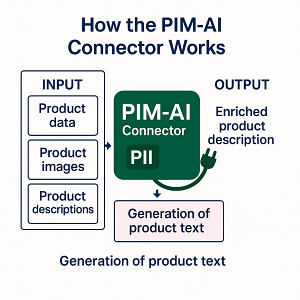 How the PIM-AI
Connector Works
INPUT
Product
data
Product
images
Product
descriptions
PIM-AI
Connector
PII
OUTPUT
Enriched
product
description
Generation of
product text
Generation of product text